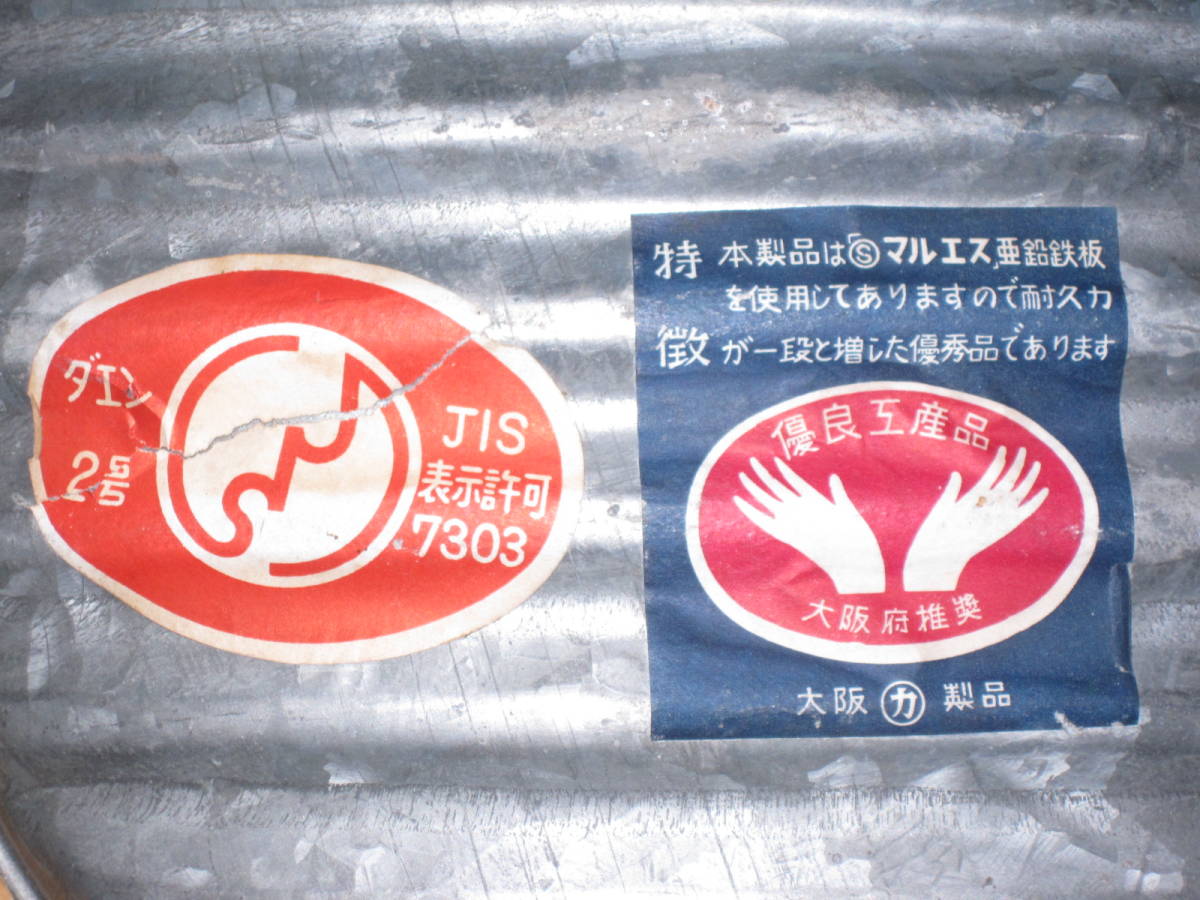 ダエン
2号
JIS
表示許可
7303
特徴
本製品は「Ⓢマルエス」亜鉛鉄板
を使用してありますので耐久力
が一段と増した優秀品であります
優良工産品
大阪府推奨
大阪 ㋕ 製品